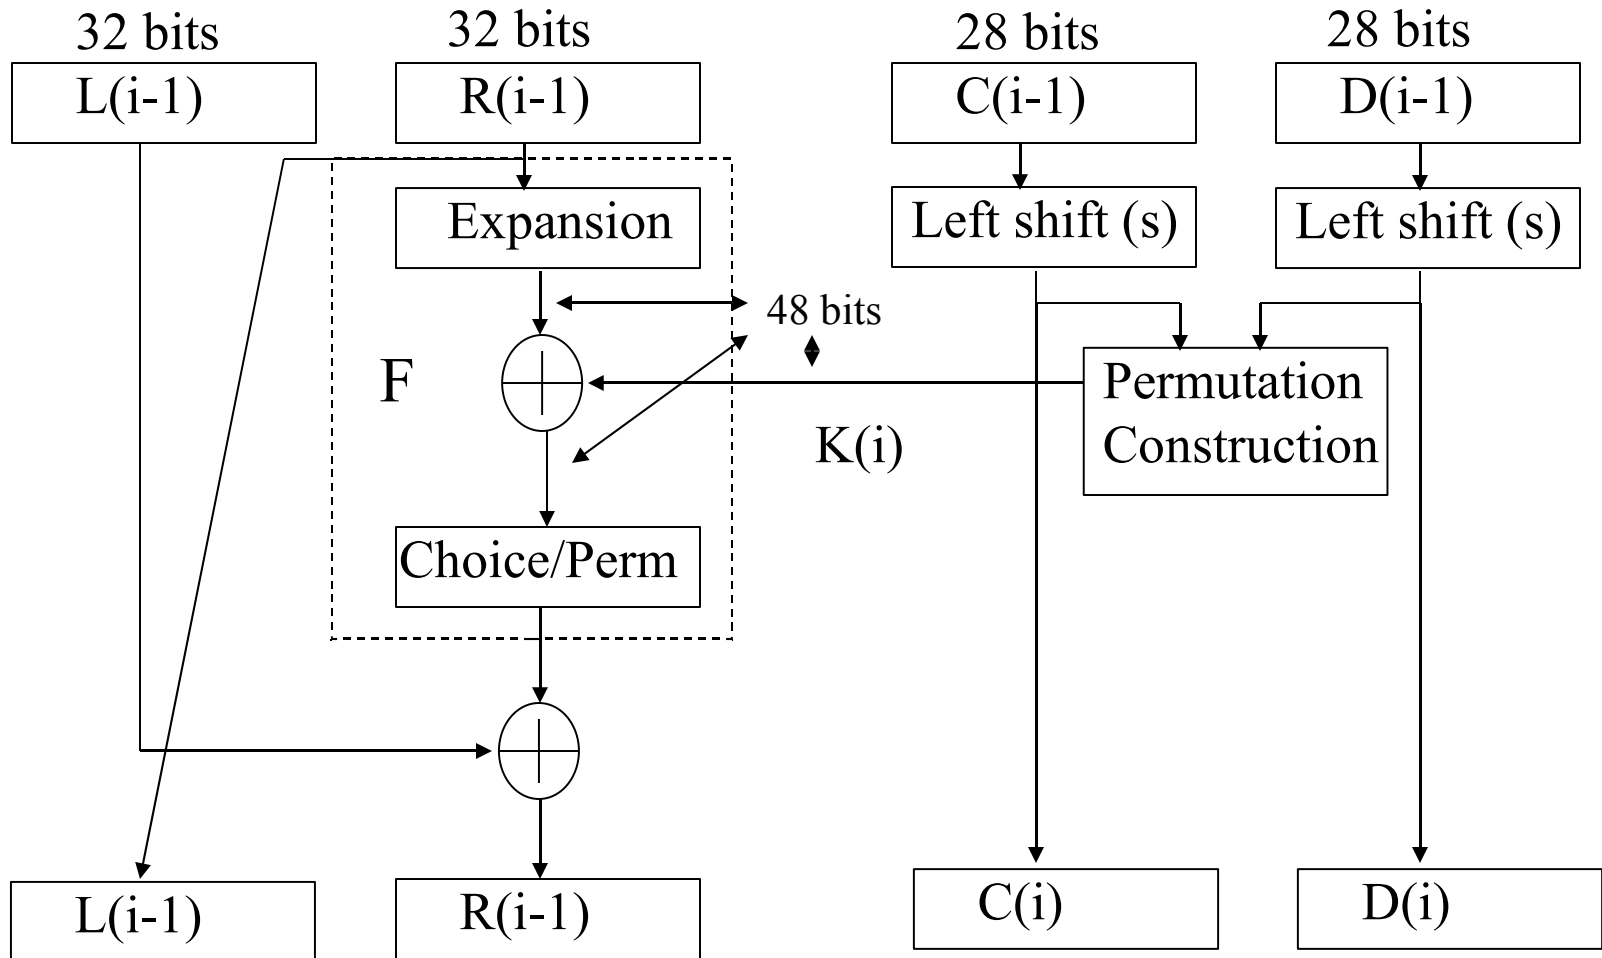 32 bits
32 bits
28 bits
28 bits
L(i-1)
R(i-1)
C(i-1)
D(i-1)
Expansion
Left shift (s)
Left shift (s)
48 bits
F
Permutation
Construction
K(i)
Choice/Perm
L(i-1)
R(i-1)
C(i)
D(i)